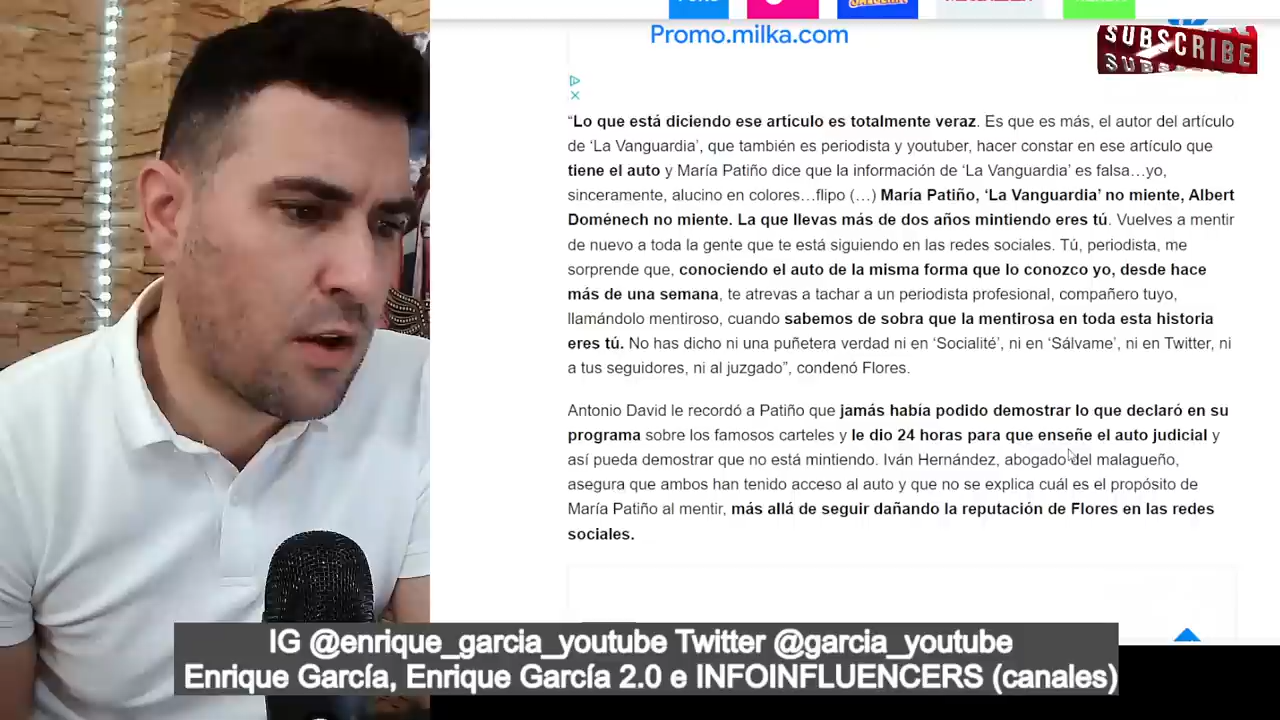 Promo.milka.com
SUBSCRIBE
“Lo que está diciendo ese artículo es totalmente veraz. Es que es más, el autor del artículo
de ‘La Vanguardia’, que también es periodista y youtuber, hacer constar en ese artículo que
tiene el auto y María Patiño dice que la información de ‘La Vanguardia’ es falsa…yo,
sinceramente, alucino en colores…flipo (…) María Patiño, ‘La Vanguardia’ no miente, Albert
Doménech no miente. La que llevas más de dos años mintiendo eres tú. Vuelves a mentir
de nuevo a toda la gente que te está siguiendo en las redes sociales. Tú, periodista, me
sorprende que, conociendo el auto de la misma forma que lo conozco yo, desde hace
más de una semana, te atreves a tachar a un periodista profesional, compañero tuyo,
llamándolo mentiroso, cuando sabemos de sobra que la mentirosa en toda esta historia
eres tú. No has dicho ni una puñetera verdad ni en ‘Socialité’, ni en ‘Sálvame’, ni en Twitter, ni
a tus seguidores, ni al juzgado”, condenó Flores.
Antonio David le recordó a Patiño que jamás había podido demostrar lo que declaró en su
programa sobre los famosos carteles y le dio 24 horas para que enseñe el auto judicial y
así pueda demostrar que no está mintiendo. Iván Hernández, abogado del malagueño,
asegura que ambos han tenido acceso al auto y que no se explica cuál es el propósito de
María Patiño al mentir, más allá de seguir dañando la reputación de Flores en las redes
sociales.
IG @enrique_garcia_youtube Twitter @garcia_youtube
Enrique García, Enrique García 2.0 e INFOINFLUENCERS (canales)